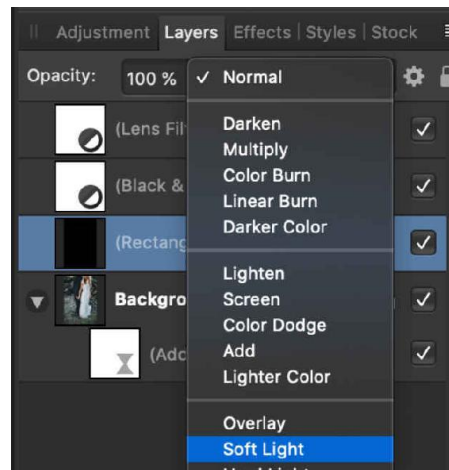 Adjustment Layers Effects Styles Stock
Opacity: 100 % ✓ Normal
Darken
Multiply
Color Burn
Linear Burn
Darker Color
Lighten
Screen
Color Dodge
Add
Lighter Color
Overlay
Soft Light
(Lens Fil
(Black &
(Rectang
Backgro
(Add